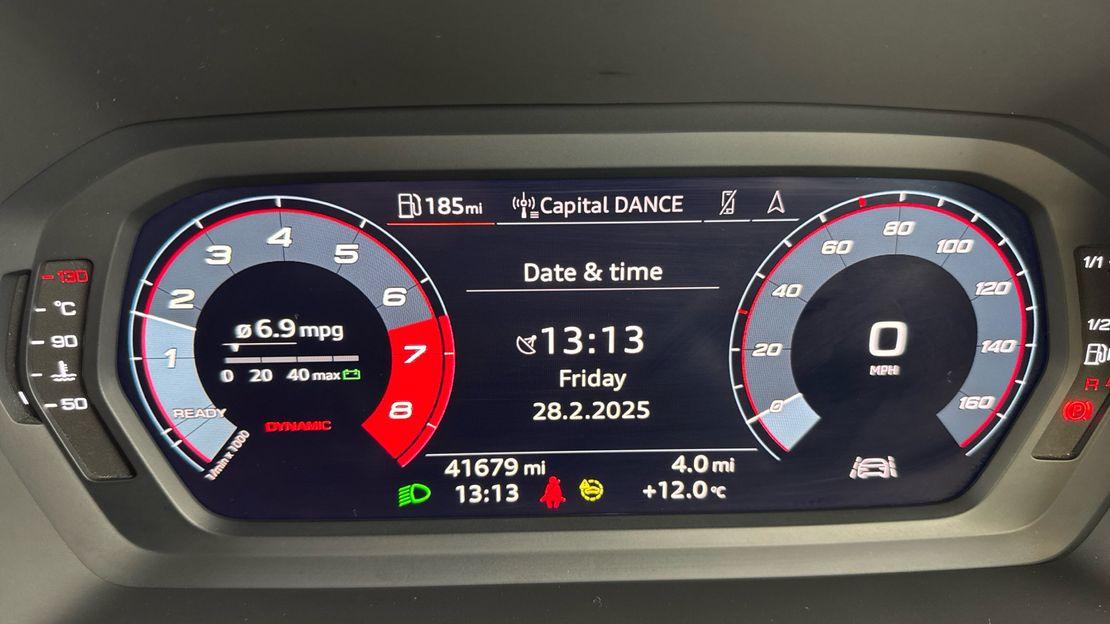 185mi
Capital DANCE
1
2
3
4
5
6
7
8
READY
1/min x 1000
ø 6.9 mpg
0 20 40 max
DYNAMIC
Date & time
13:13
Friday
28.2.2025
41679 mi
4.0 mi
13:13
+12.0°C
0
20
40
60
80
100
120
140
160
0
MPH
130
°C
90
50
1/1
1/2
R
P